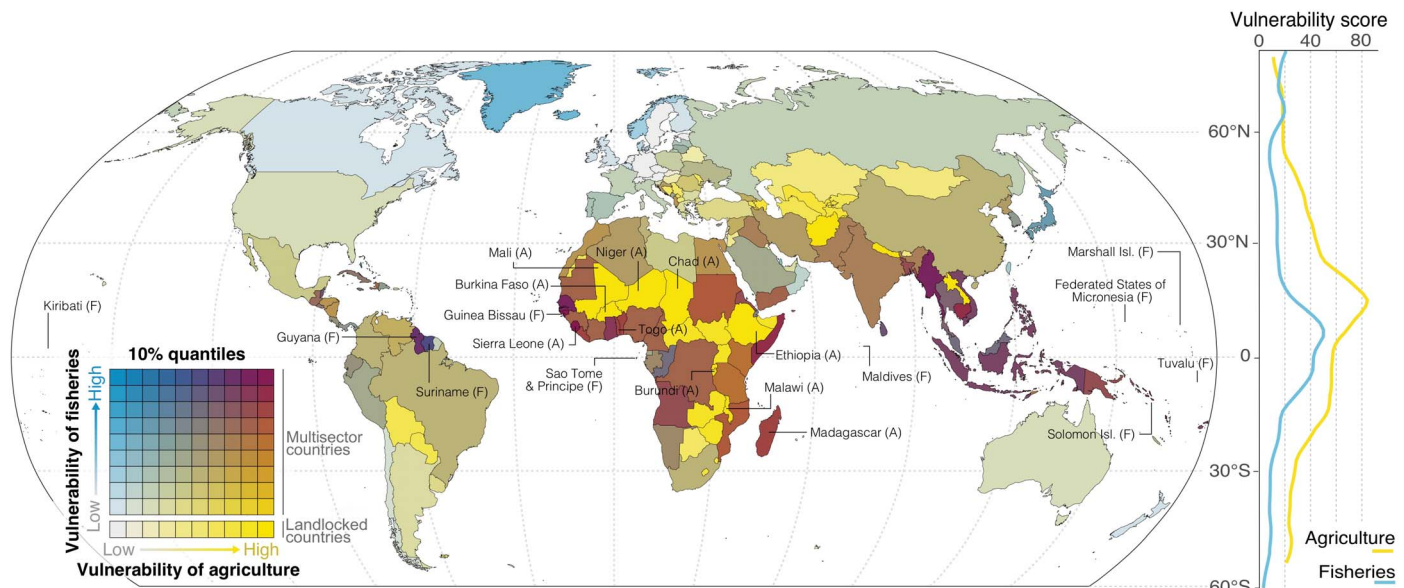 Vulnerability score
0 40 80
60°N
30°N
0
30°S
60°S
Agriculture
Fisheries
Mali (A)
Niger (A)
Chad (A)
Burkina Faso (A)
Guinea Bissau (F)
Togo (A)
Sierra Leone (A)
Sao Tome
& Principe (F)
Ethiopia (A)
Burundi (A)
Malawi (A)
Madagascar (A)
Maldives (F)
Marshall Isl. (F)
Federated States of
Micronesia (F)
Tuvalu (F)
Solomon Isl. (F)
Kiribati (F)
Guyana (F)
Suriname (F)
10% quantiles
Vulnerability of fisheries
Low
High
Multisector
countries
Landlocked
countries
Low
High
Vulnerability of agriculture